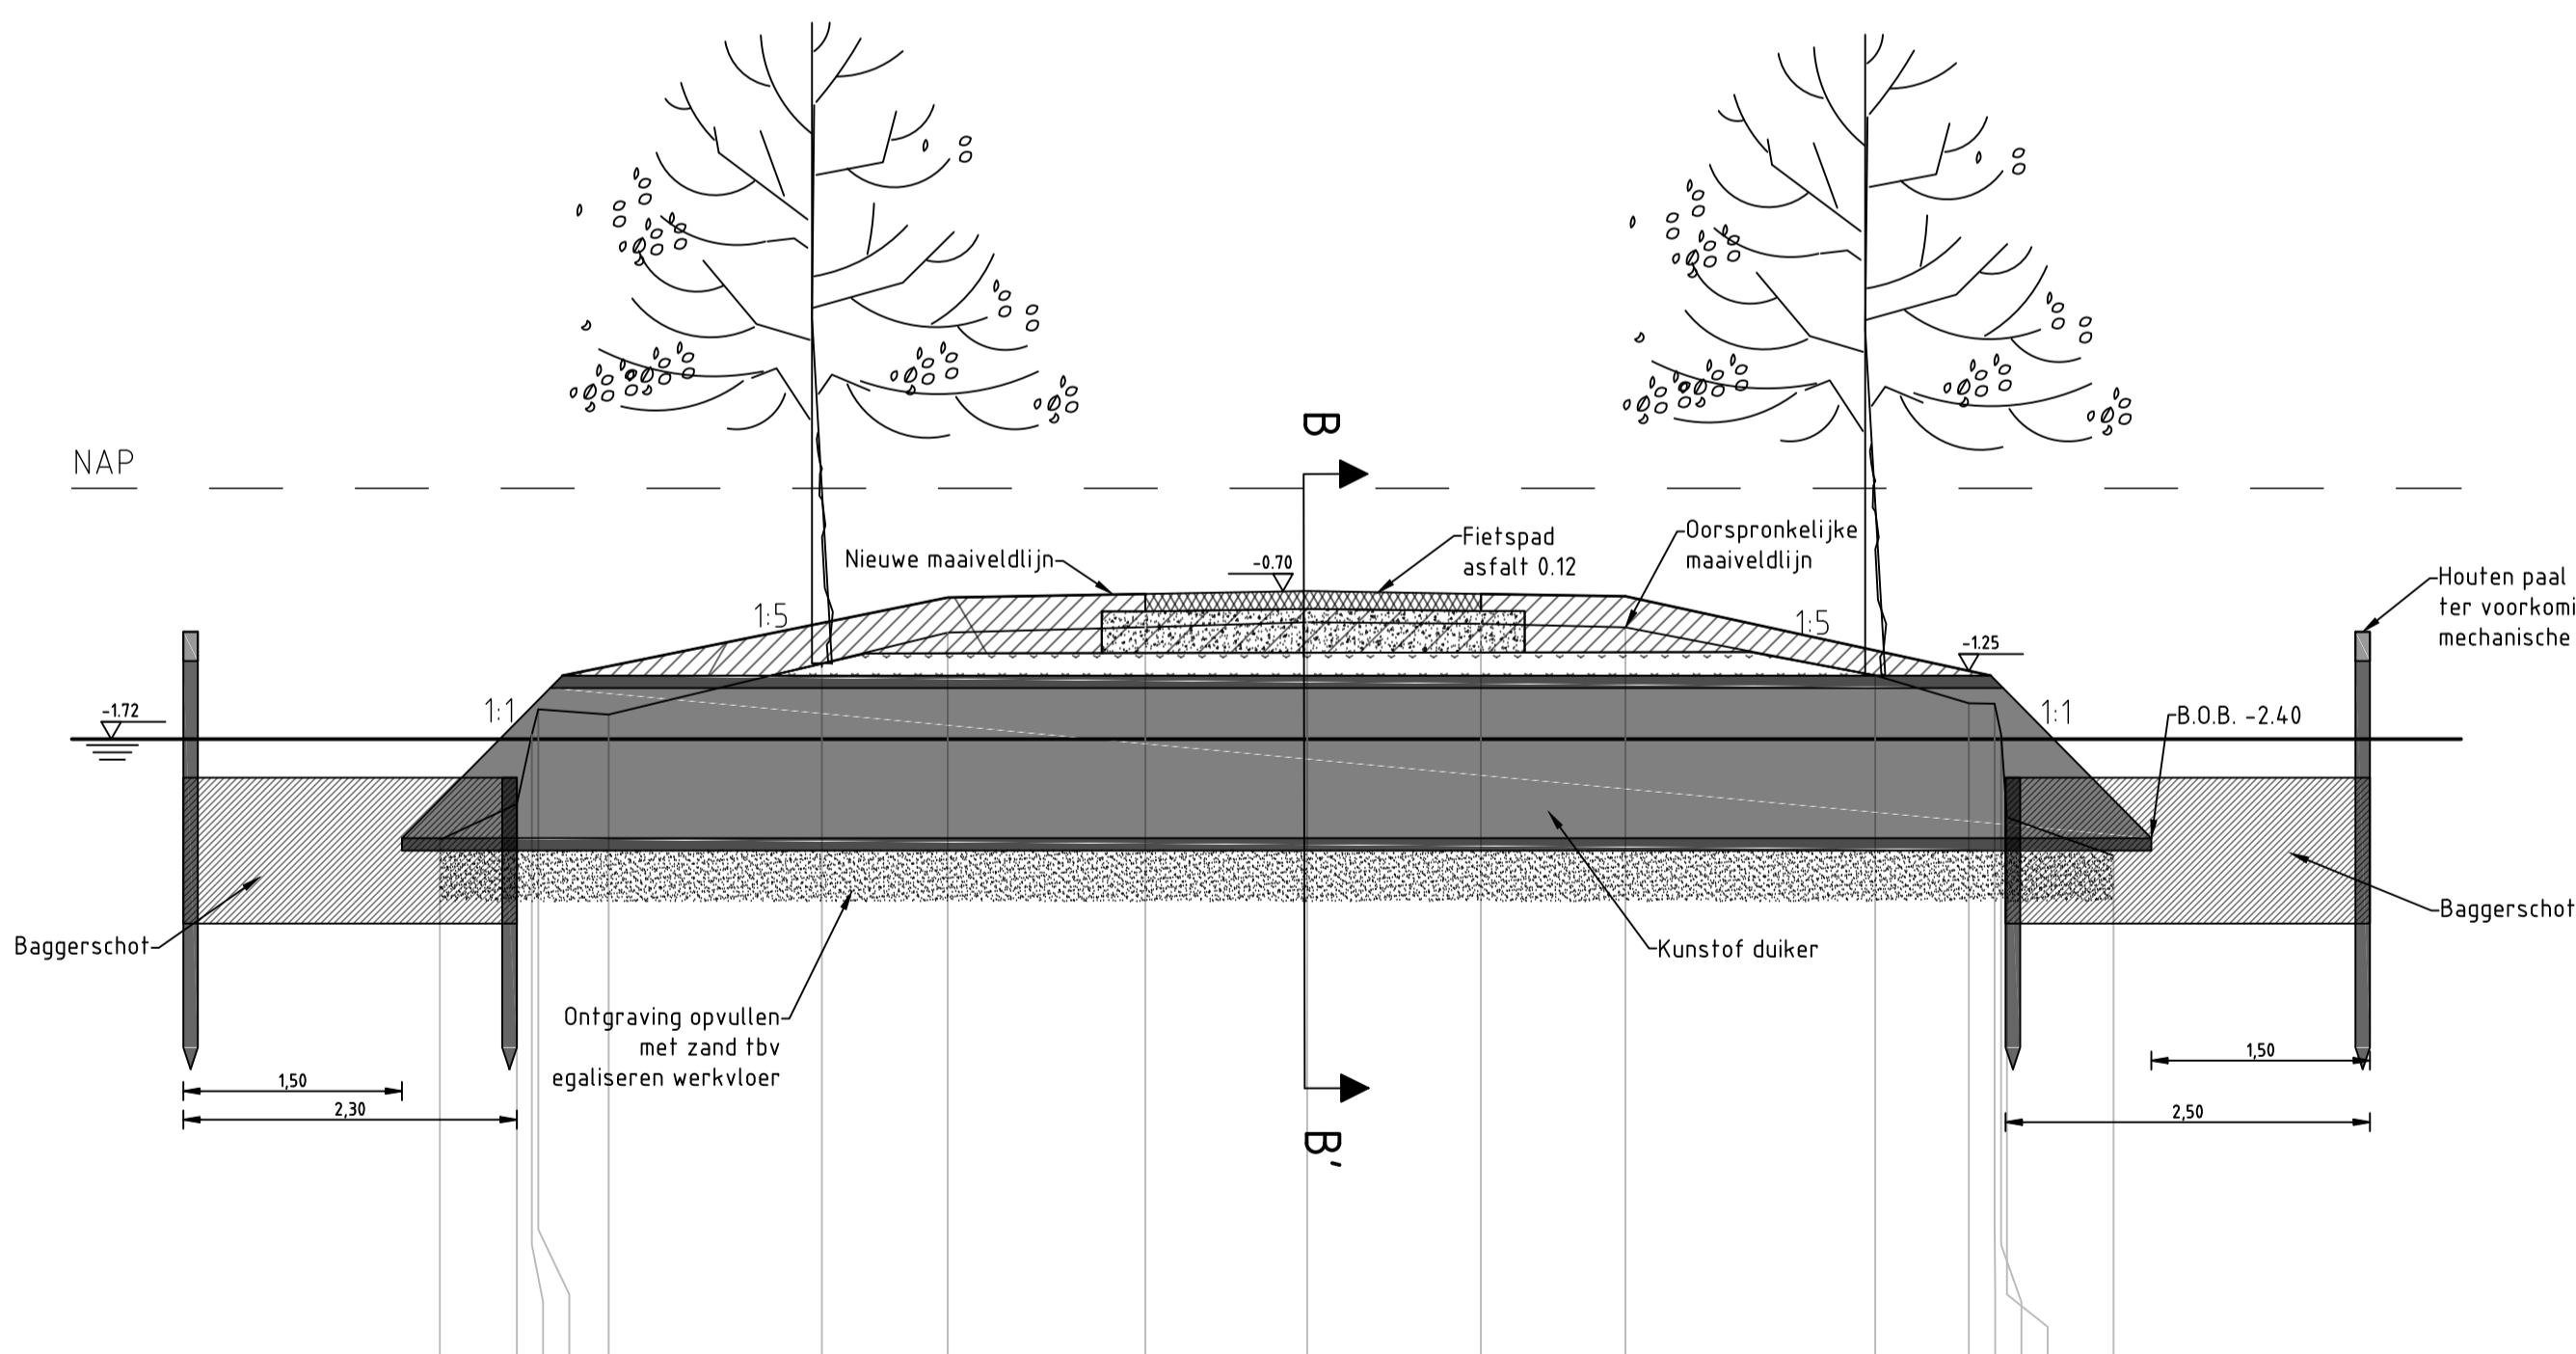 B
NAP
Nieuwe maaiveldlijn
-0.70
Fietspad
asfalt 0.12
Oorspronkelijke
maaiveldlijn
Houten paal
ter voorkomi
mechanische
1:5
1:5
-1.25
1:1
1:1
-1.72
B.O.B. -2.40
Baggerschot
Baggerschot
Kunstof duiker
Ontgraving opvullen
met zand tbv
egaliseren werkvloer
1,50
2,30
1,50
2,50
B'